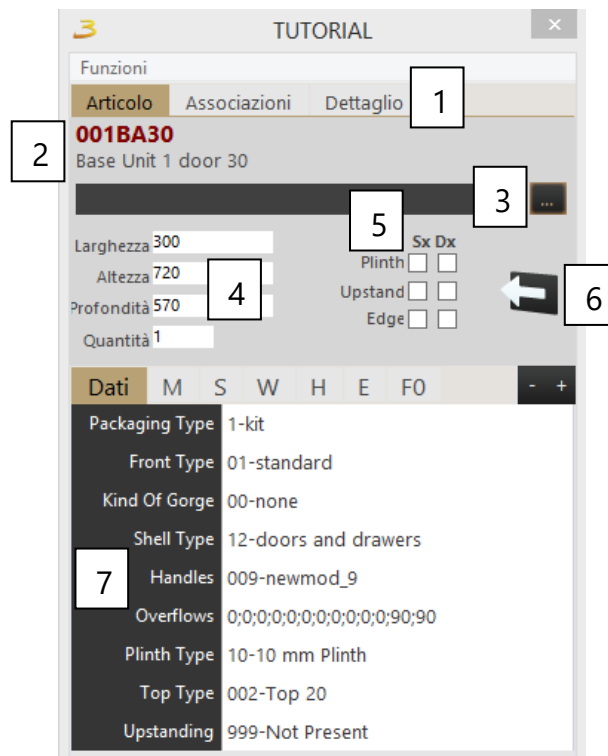 3 TUTORIAL ×
Funzioni
Articolo Associazioni Dettaglio 1
001BA30
2
Base Unit 1 door 30
3 ...
5
Sx Dx
Larghezza 300
Plinth
Altezza 720
4
Upstand
6
Profondità 570
Edge
Quantità 1
Dati M S W H E F0 - +
Packaging Type 1-kit
Front Type 01-standard
Kind Of Gorge 00-none
Shell Type 12-doors and drawers
7
Handles 009-newmod_9
Overflows 0;0;0;0;0;0;0;0;0;0;0;90;90
Plinth Type 10-10 mm Plinth
Top Type 002-Top 20
Upstanding 999-Not Present